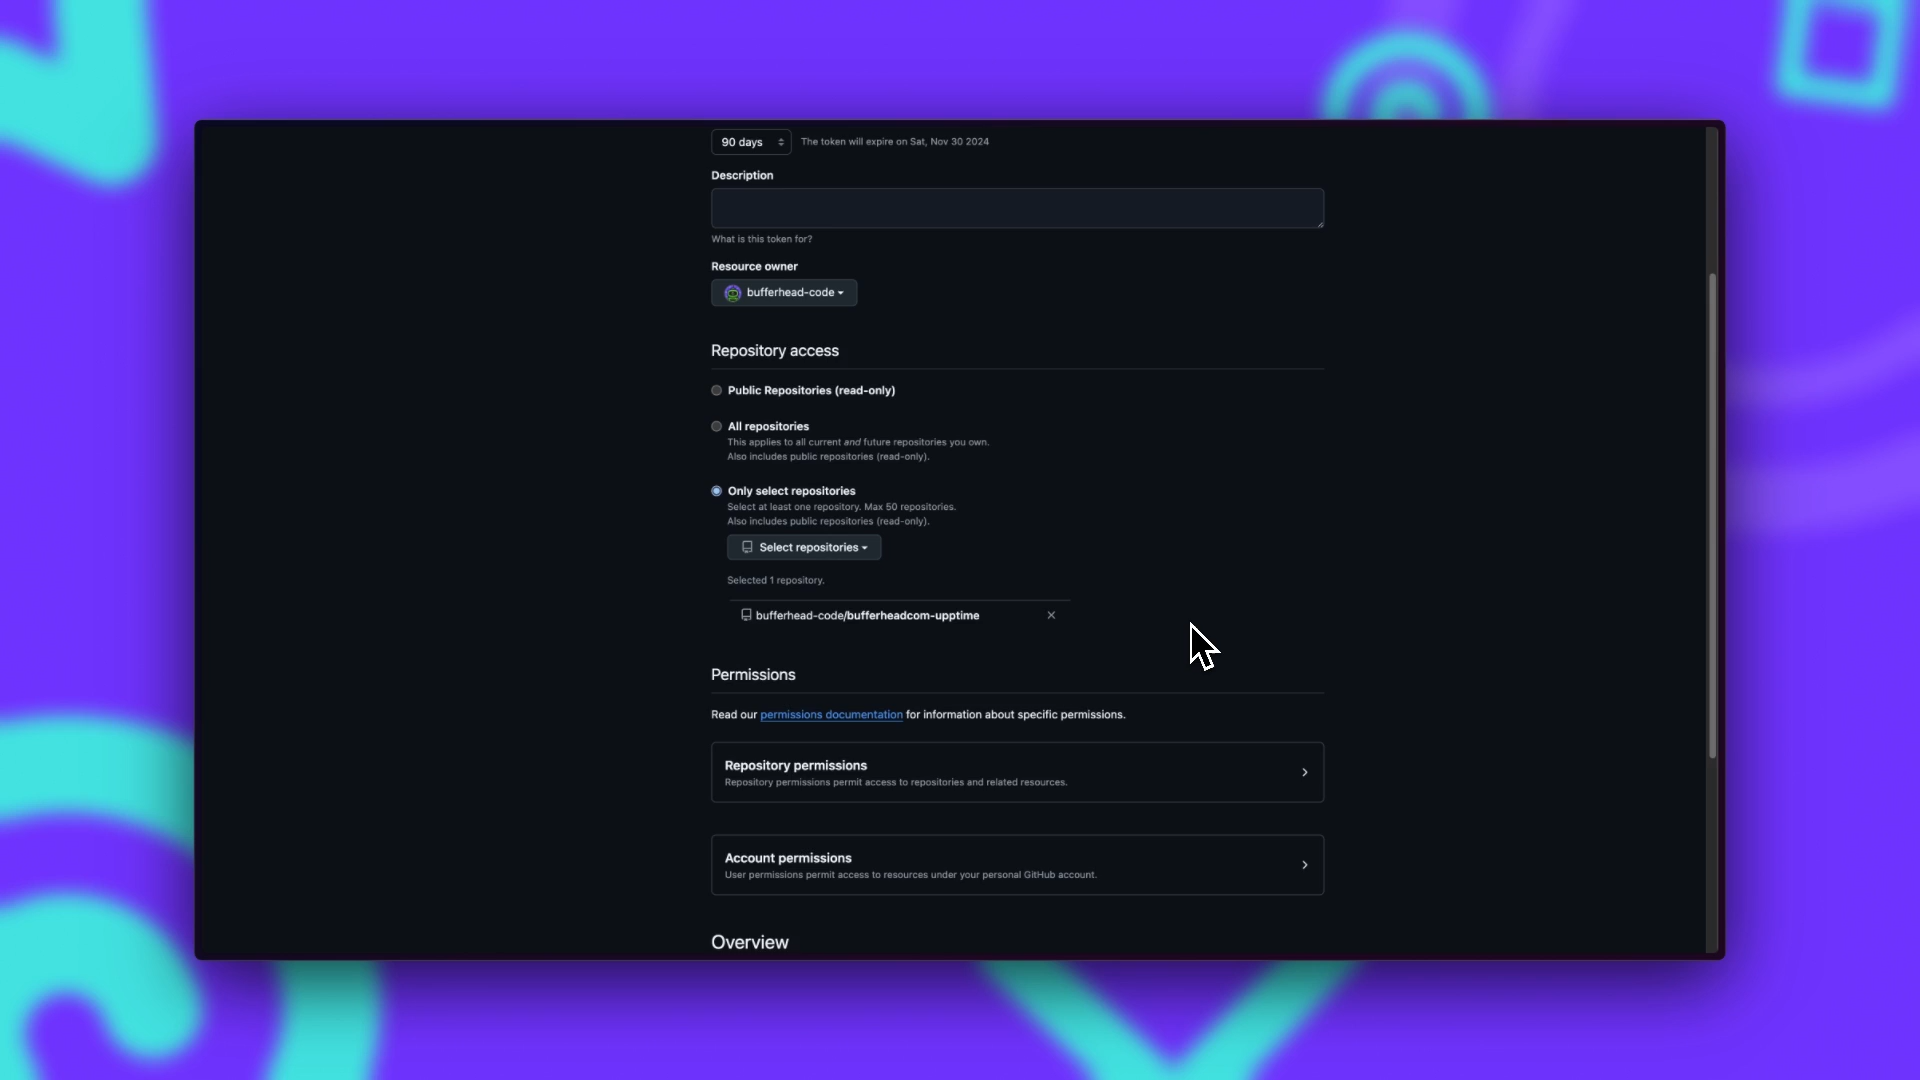 90 days The token will expire on Sat, Nov 30 2024
Description
What is this token for?
Resource owner
bufferhead-code
Repository access
Public Repositories (read-only)
All repositories
This applies to all current and future repositories you own.
Also includes public repositories (read-only).
Only select repositories
Select at least one repository. Max 50 repositories.
Also includes public repositories (read-only).
Select repositories
Selected 1 repository.
bufferhead-code/bufferheadcom-upptime
Permissions
Read our permissions documentation for information about specific permissions.
Repository permissions
Repository permissions permit access to repositories and related resources.
Account permissions
User permissions permit access to resources under your personal GitHub account.
Overview